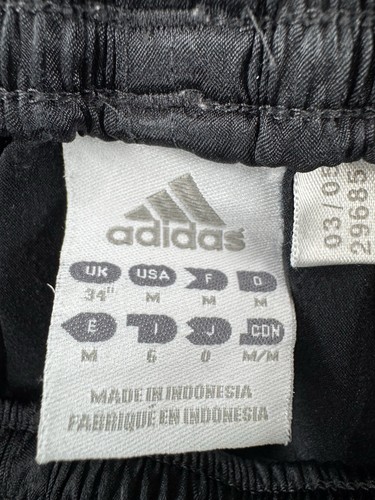 adidas
UK USA F D
34" M M M
E I J CDN
M 6 O M/M
MADE IN INDONESIA
FABRIQUÉ EN INDONESIA
03/05
29685